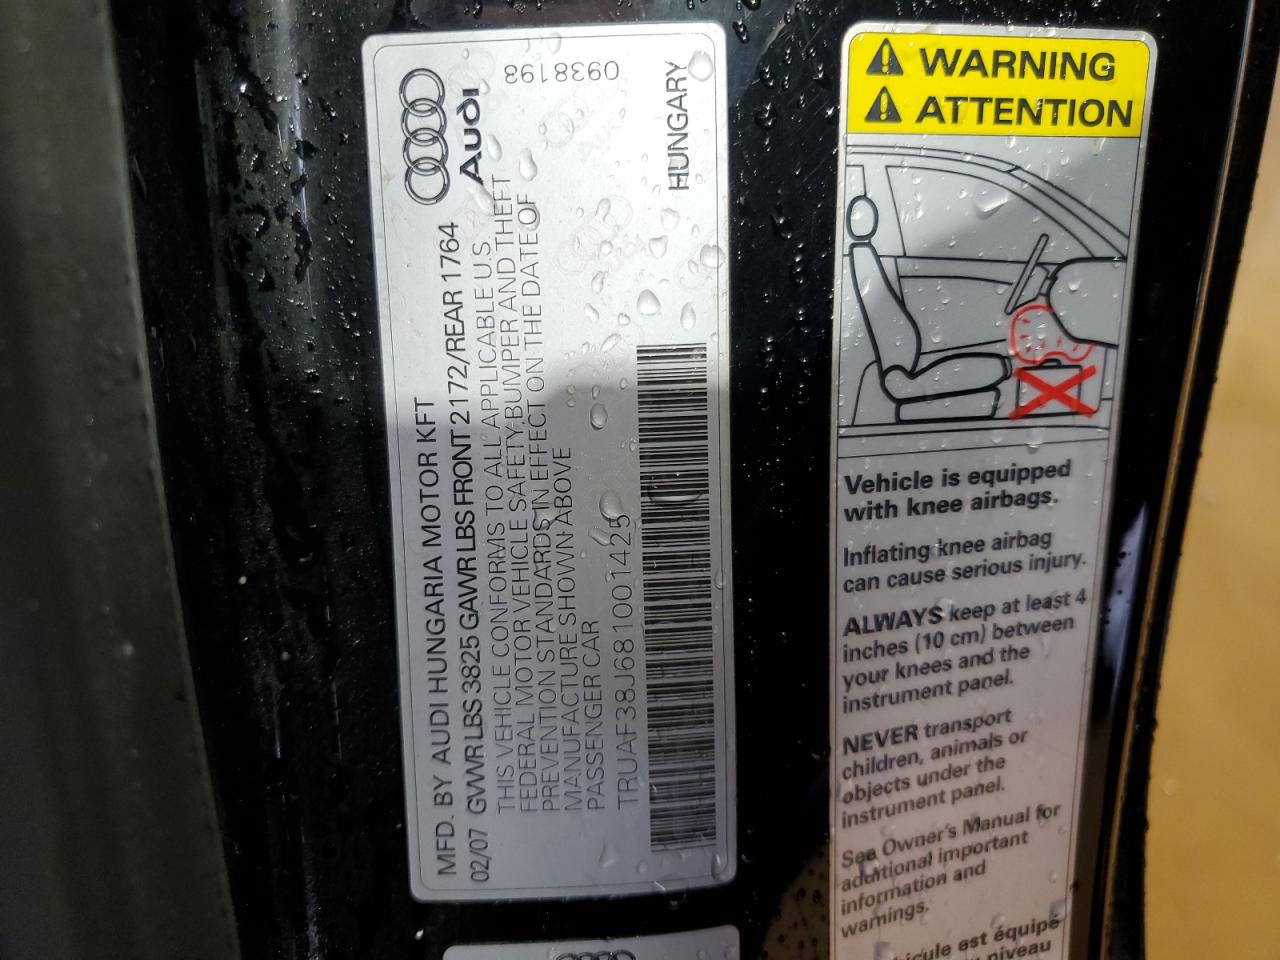 Audi
0938198
MFD. BY AUDI HUNGARIA MOTOR KFT
02/07 GVWR LBS 3825 GAWR LBS FRONT 2172/REAR 1764
THIS VEHICLE CONFORMS TO ALL APPLICABLE U.S.
FEDERAL MOTOR VEHICLE SAFETY,BUMPER AND THEFT
PREVENTION STANDARDS IN EFFECT ON THE DATE OF
MANUFACTURE SHOWN ABOVE
PASSENGER CAR
TRUAF38J681001425
HUNGARY
WARNING
ATTENTION
Vehicle is equipped
with knee airbags.
Inflating knee airbag
can cause serious injury.
ALWAYS keep at least 4
inches (10 cm) between
your knees and the
instrument panel.
NEVER transport
children, animals or
objects under the
instrument panel.
See Owner's Manual for
additional important
information and
warnings.
est équipé
niveau